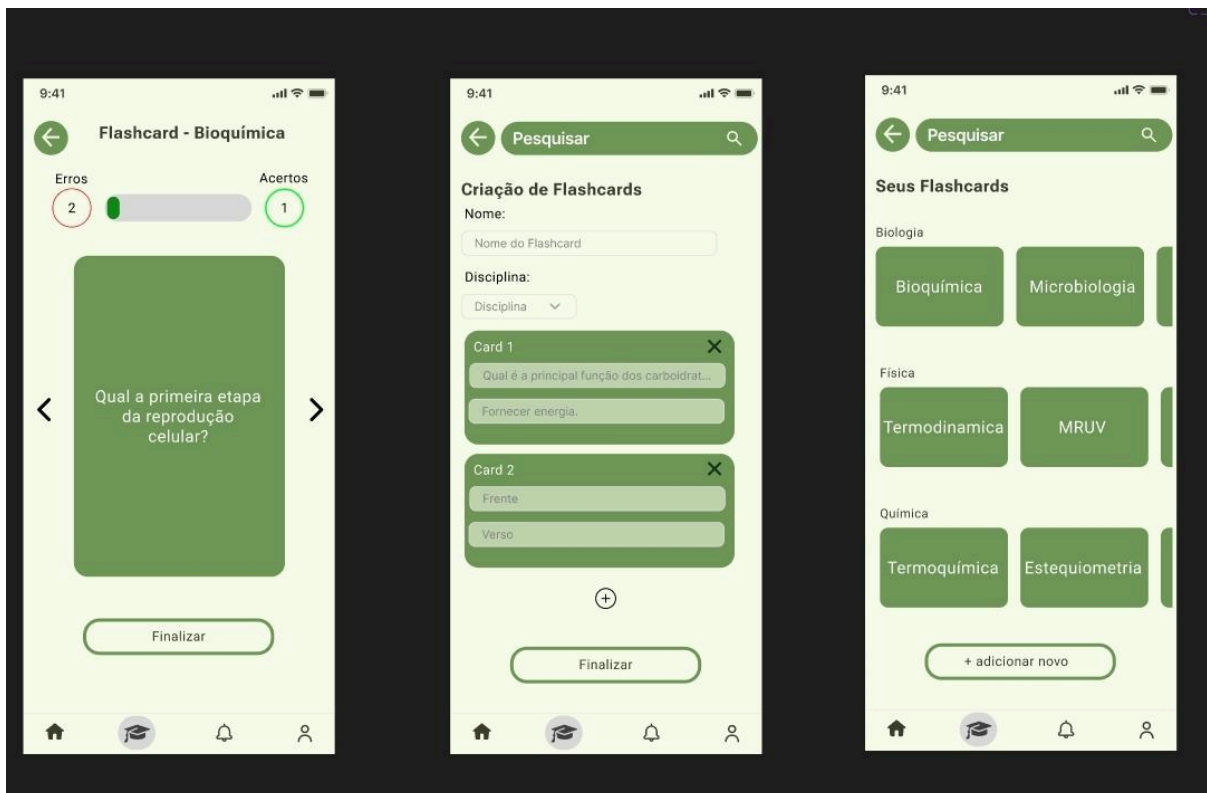 9:41
Flashcard - Bioquímica
Erros
Acertos
2
1
Qual a primeira etapa
da reprodução
celular?
Finalizar
9:41
Pesquisar
Criação de Flashcards
Nome:
Nome do Flashcard
Disciplina:
Disciplina
Card 1
Qual é a principal função dos carboidrat...
Fornecer energia.
Card 2
Frente
Verso
Finalizar
9:41
Pesquisar
Seus Flashcards
Biologia
Bioquímica
Microbiologia
Física
Termodinamica
MRUV
Química
Termoquímica
Estequiometria
+ adicionar novo